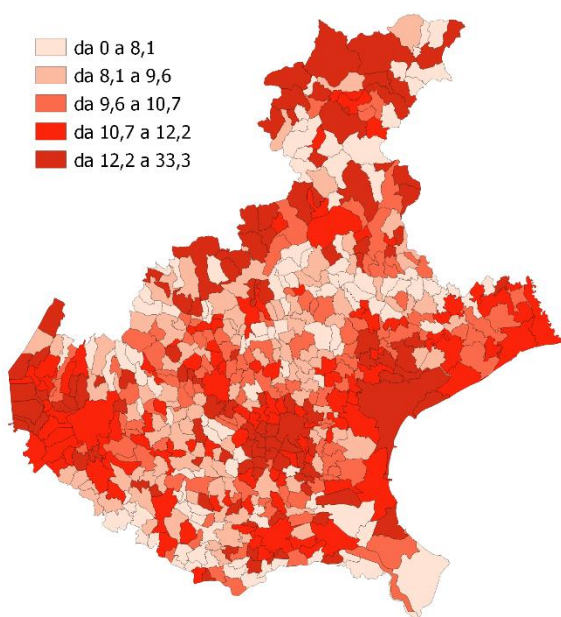 da 0 a 8,1
da 8,1 a 9,6
da 9,6 a 10,7
da 10,7 a 12,2
da 12,2 a 33,3